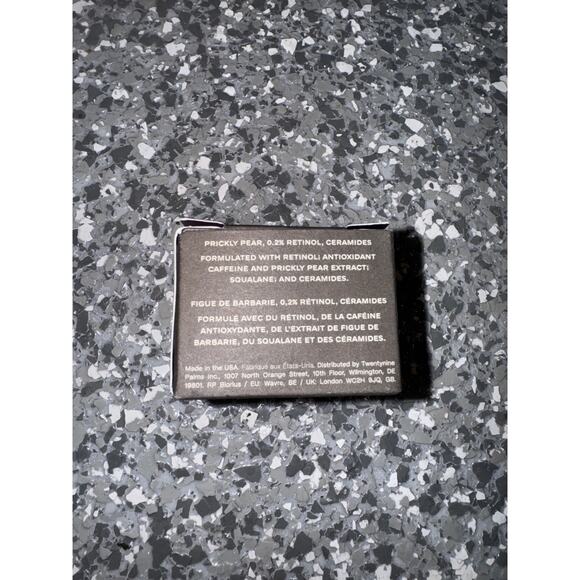 PRICKLY PEAR, 0.2% RETINOL, CERAMIDES
FORMULATED WITH RETINOL| ANTIOXIDANT
CAFFEINE AND PRICKLY PEAR EXTRACT|
SQUALANE| AND CERAMIDES.
FIGUE DE BARBARIE, 0,2% RÉTINOL, CÉRAMIDES
FORMULÉ AVEC DU RÉTINOL, DE LA CAFÉINE
ANTIOXYDANTE, DE L'EXTRAIT DE FIGUE DE
BARBARIE, DU SQUALANE ET DES CÉRAMIDES.
Made in the USA. Fabriqué aux États-Unis. Distributed by Twentynine
Palms Inc., 1007 North Orange Street, 10th Floor, Wilmington, DE
19801. RP Biorius / EU: Wavre, BE / UK: London WC2H 9JQ, GB.